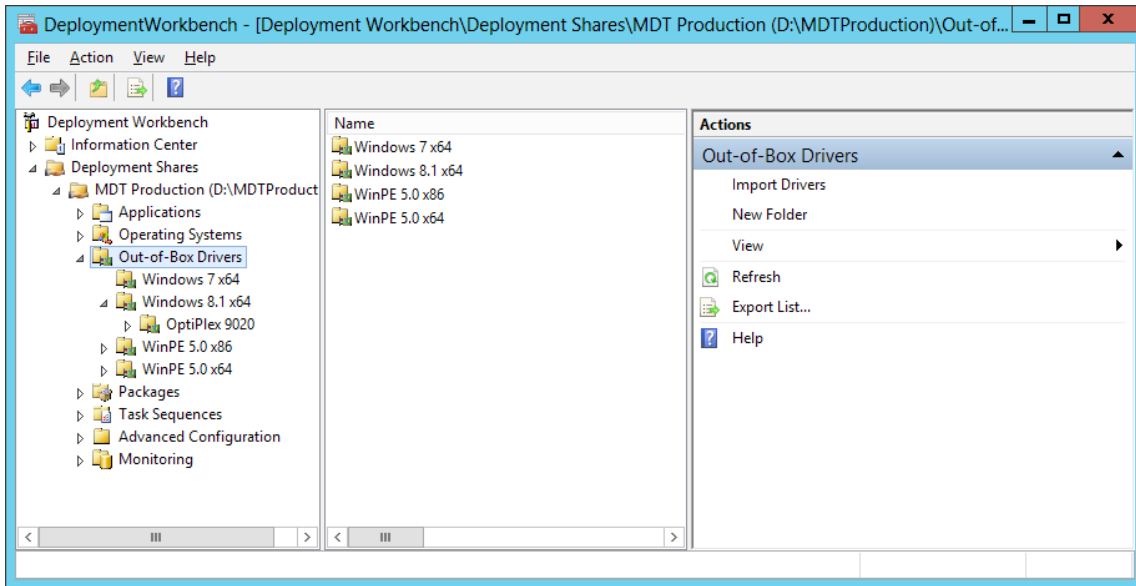 DeploymentWorkbench - [Deployment Workbench\Deployment Shares\MDT Production (D:\MDTProduction)\Out-of...
File Action View Help
Deployment Workbench
Information Center
Deployment Shares
MDT Production (D:\MDTProduct
Applications
Operating Systems
Out-of-Box Drivers
Windows 7 x64
Windows 8.1 x64
OptiPlex 9020
WinPE 5.0 x86
WinPE 5.0 x64
Packages
Task Sequences
Advanced Configuration
Monitoring
Name
Windows 7 x64
Windows 8.1 x64
WinPE 5.0 x86
WinPE 5.0 x64
Actions
Out-of-Box Drivers
Import Drivers
New Folder
View
Refresh
Export List...
Help